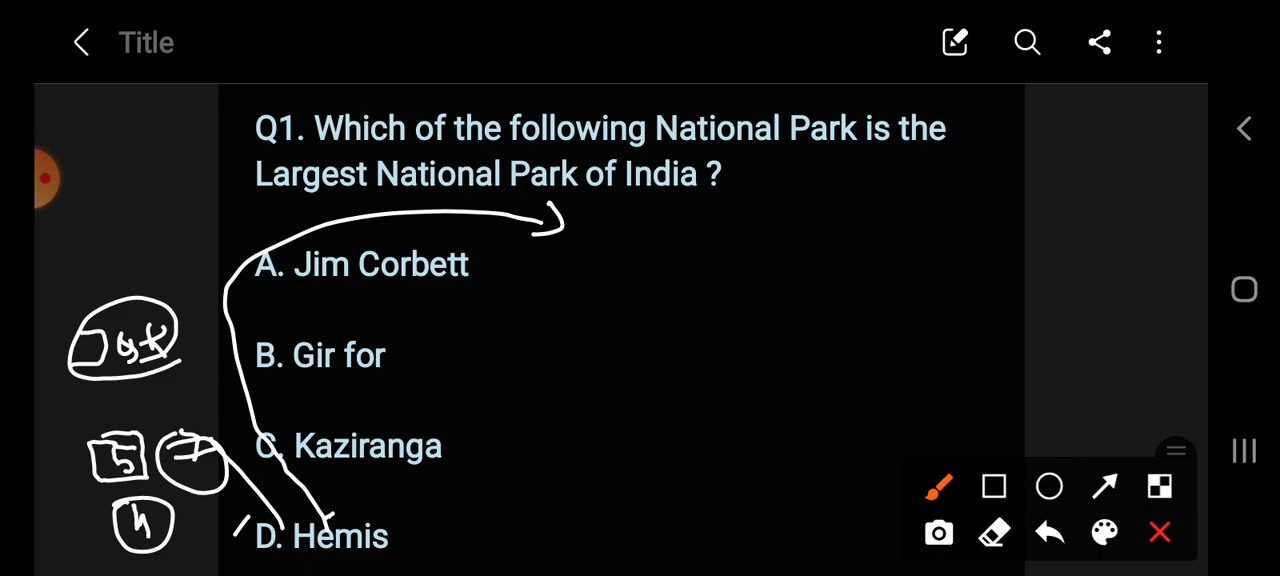 Title
Q1. Which of the following National Park is the
Largest National Park of India ?
A. Jim Corbett
B. Gir for
C. Kaziranga
5
D. Hemis